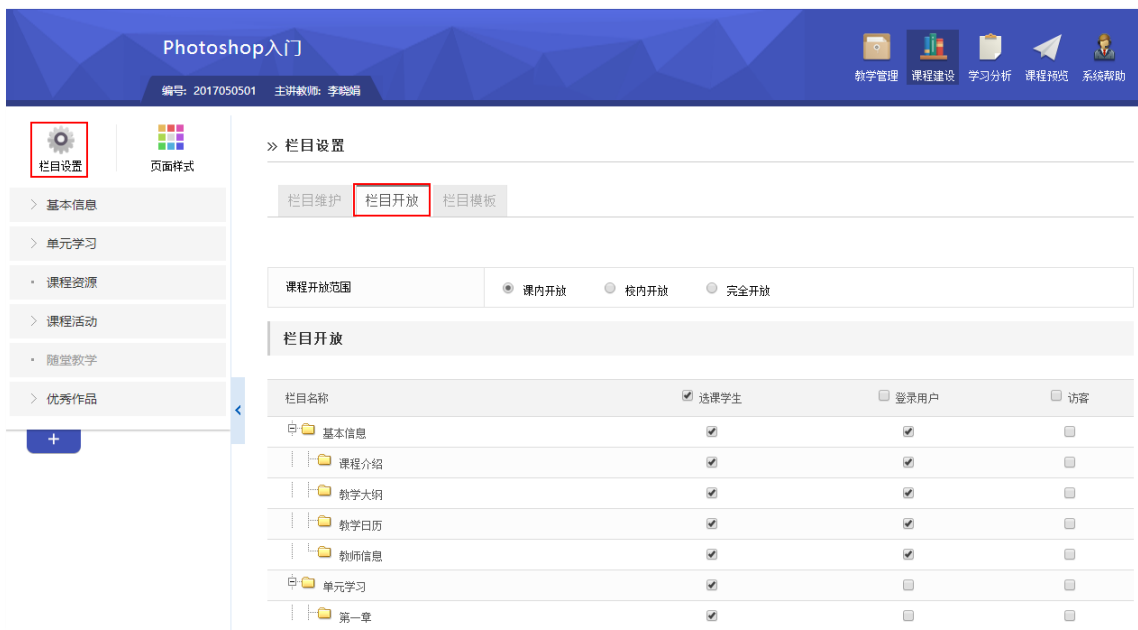 Photoshop入门
编号: 2017050501 主讲教师: 李晓娟
教学管理 课程建设 学习分析 课程预览 系统帮助
栏目设置 页面样式
基本信息
单元学习
课程资源
课程活动
随堂教学
优秀作品
+
» 栏目设置
栏目维护 栏目开放 栏目模板
课程开放范围 课内开放 校内开放 完全开放
栏目开放
栏目名称 选课学生 登录用户 访客
基本信息
课程介绍
教学大纲
教学日历
教师信息
单元学习
第一章